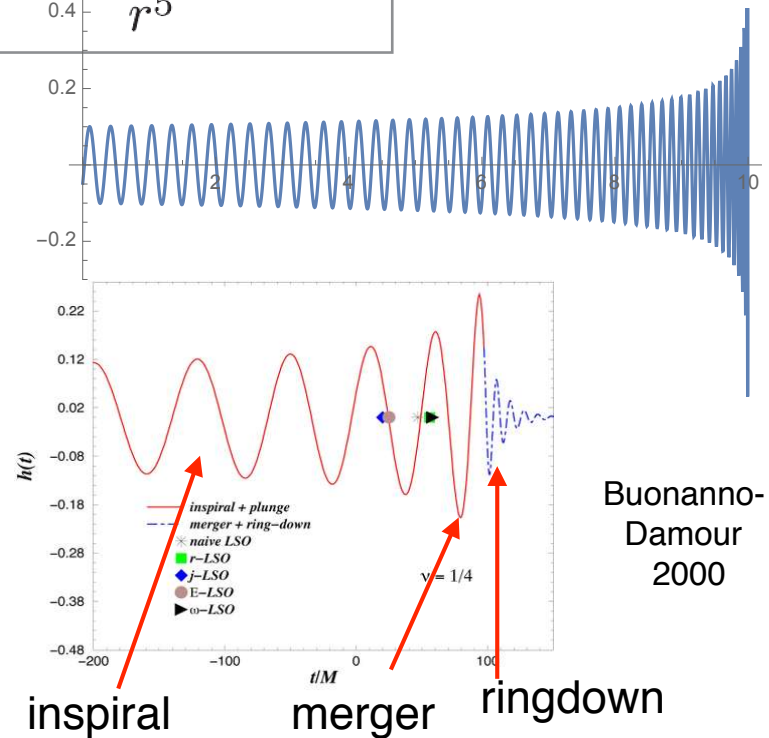 r^5
0.4
0.2
2 4 6 8 10
−0.2
0.22
0.12
0.02
−0.08
−0.18
−0.28
−0.38
−0.48
h(t)
inspiral + plunge
merger + ring−down
naive LSO
r−LSO
j−LSO
E−LSO
ω−LSO
ν = 1/4
−200 −100 0 100
t/M
Buonanno-
Damour
2000
inspiral merger ringdown